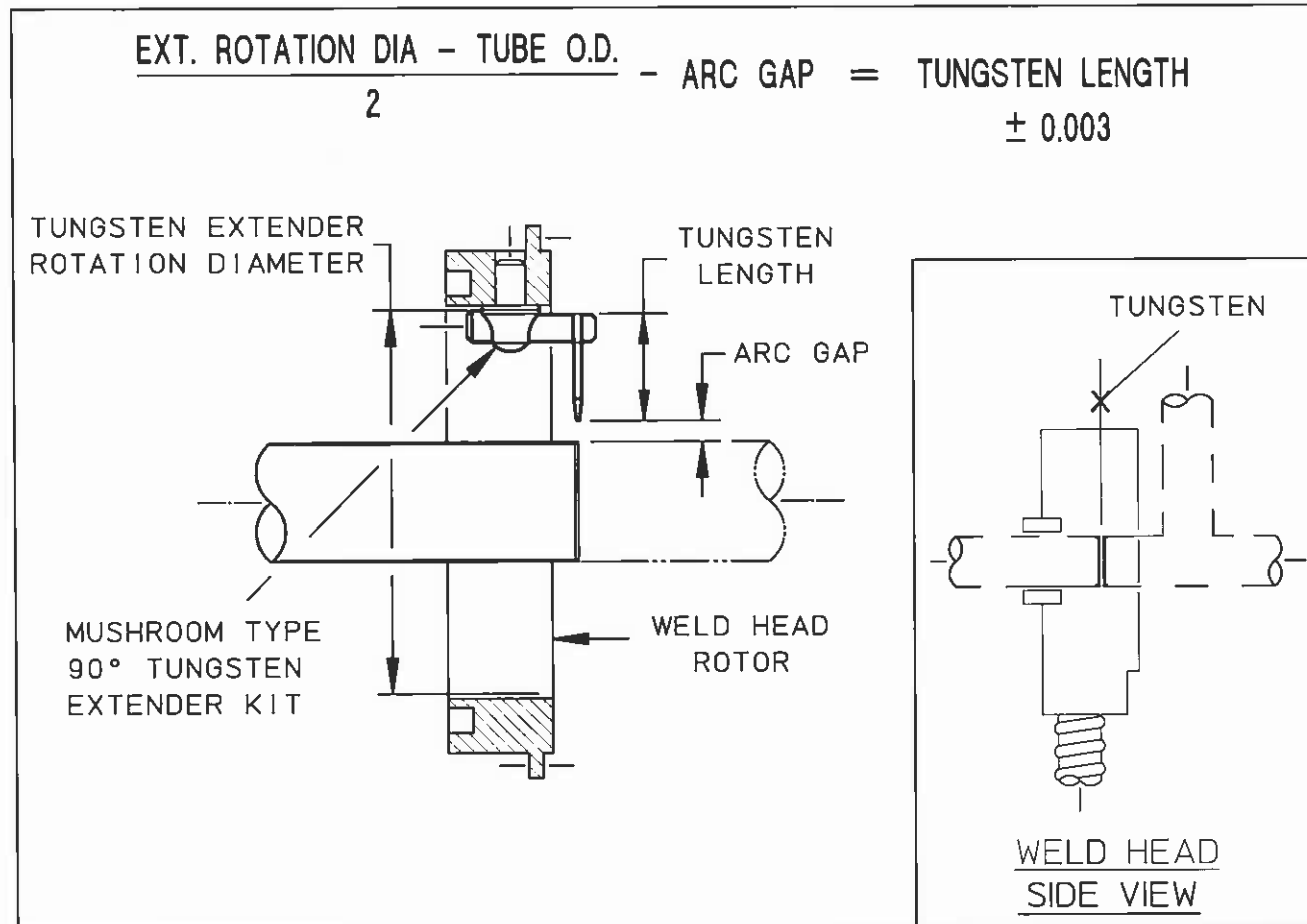 EXT. ROTATION DIA - TUBE O.D.
2
- ARC GAP = TUNGSTEN LENGTH
± 0.003
TUNGSTEN EXTENDER
ROTATION DIAMETER
TUNGSTEN
LENGTH
ARC GAP
MUSHROOM TYPE
90° TUNGSTEN
EXTENDER KIT
WELD HEAD
ROTOR
TUNGSTEN
WELD HEAD
SIDE VIEW